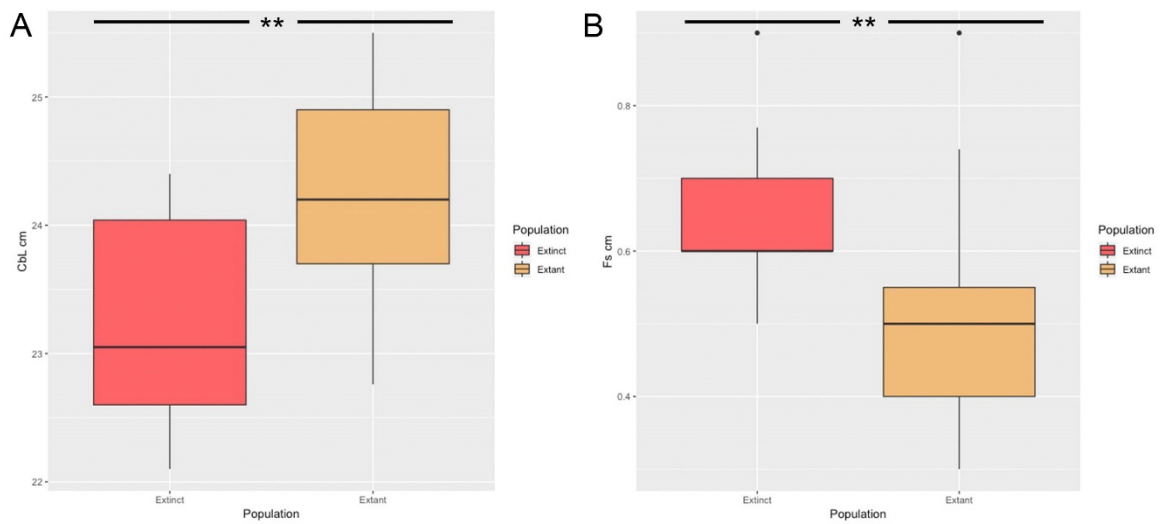 A
**
CbL cm
25
24
23
22
Extinct
Extant
Population
Population
Extinct
Extant
B
**
Fs cm
0.8
0.6
0.4
Extinct
Extant
Population
Population
Extinct
Extant